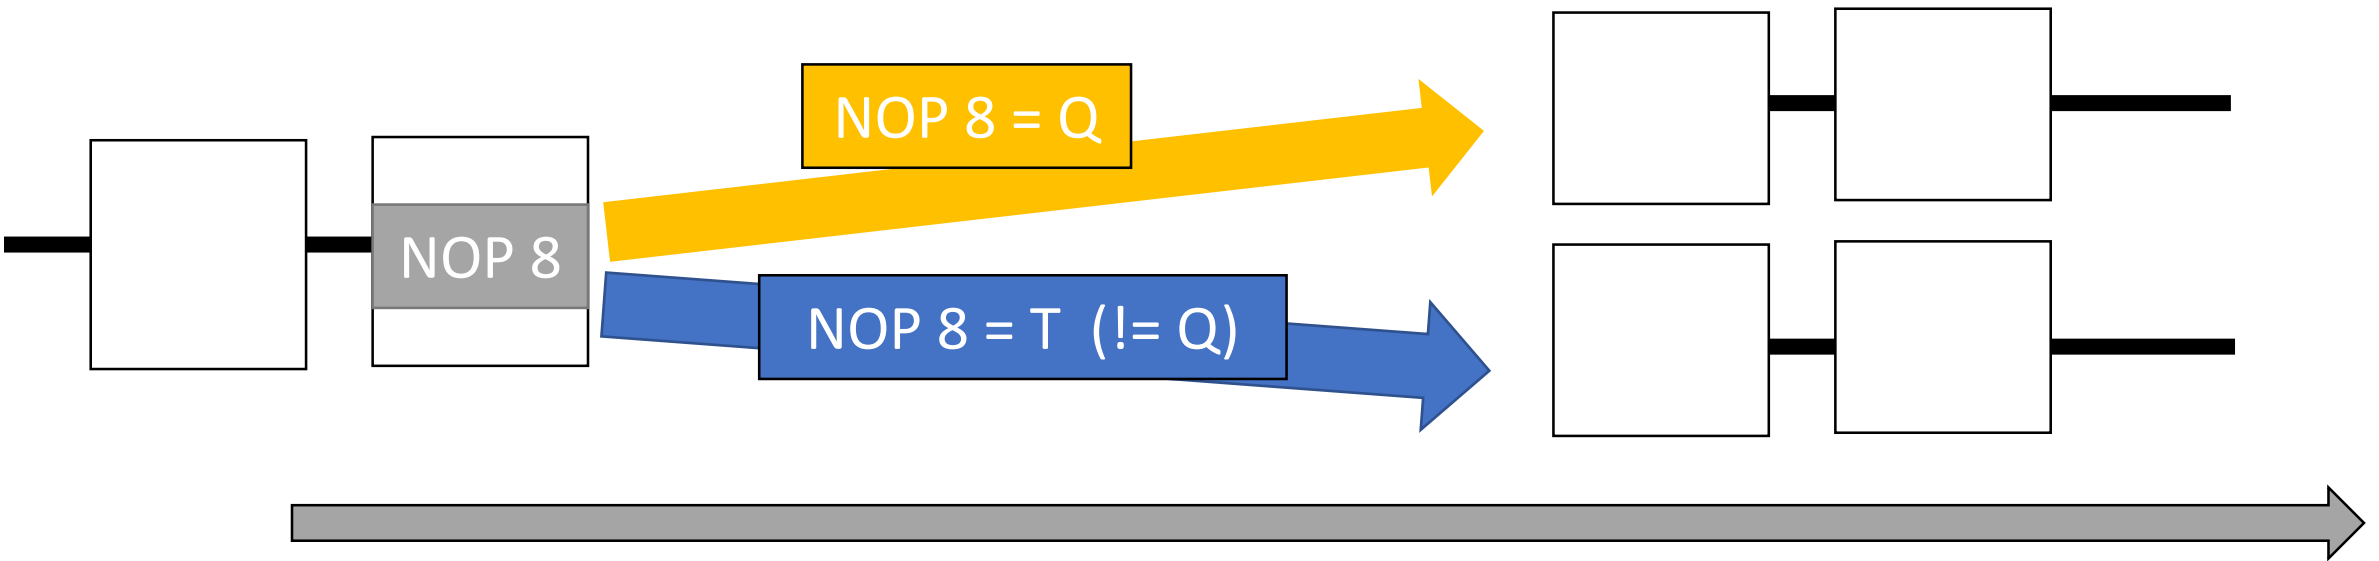 NOP 8 = Q
NOP 8
NOP 8 = T (!= Q)